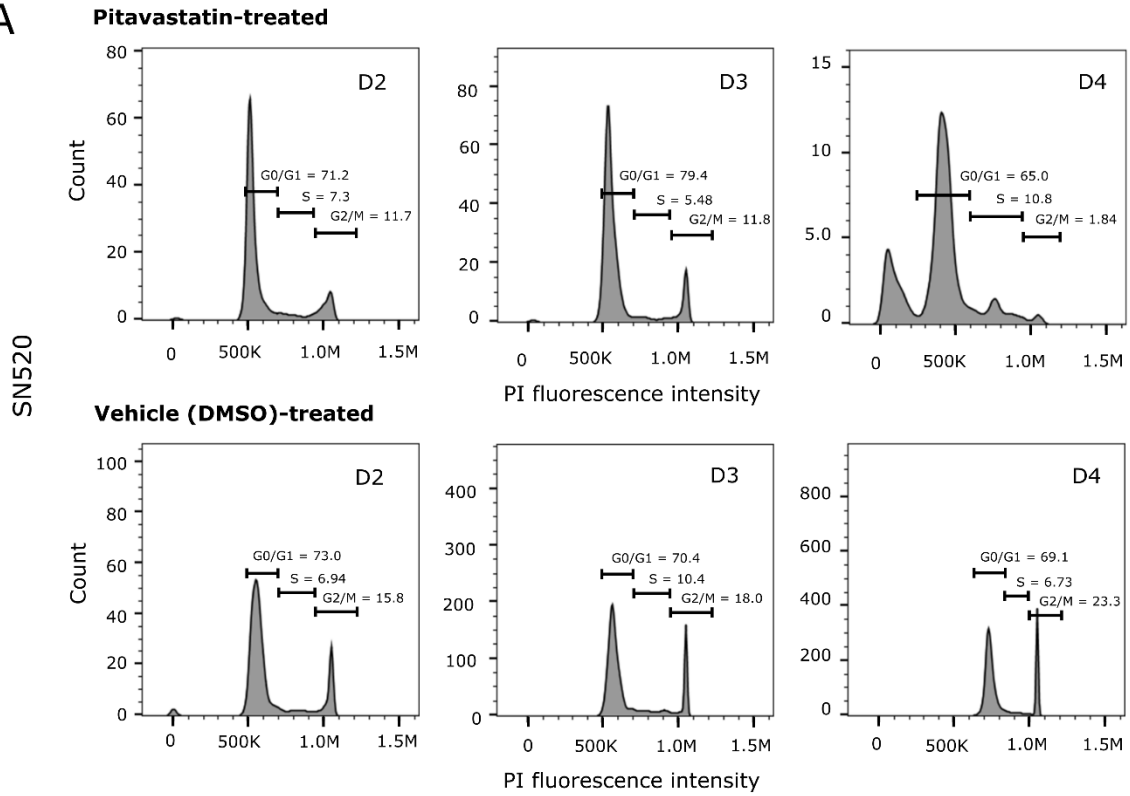 A
Pitavastatin-treated
SN520
Count
80
60
40
20
0
D2
G0/G1 = 71.2
S = 7.3
G2/M = 11.7
0 500K 1.0M 1.5M
80
60
40
20
0
D3
G0/G1 = 79.4
S = 5.48
G2/M = 11.8
0 500K 1.0M 1.5M
PI fluorescence intensity
15
10
5.0
0
D4
G0/G1 = 65.0
S = 10.8
G2/M = 1.84
0 500K 1.0M 1.5M
Vehicle (DMSO)-treated
Count
100
80
60
40
20
0
D2
G0/G1 = 73.0
S = 6.94
G2/M = 15.8
0 500K 1.0M 1.5M
400
300
200
100
0
D3
G0/G1 = 70.4
S = 10.4
G2/M = 18.0
0 500K 1.0M 1.5M
PI fluorescence intensity
800
600
400
200
0
D4
G0/G1 = 69.1
S = 6.73
G2/M = 23.3
0 500K 1.0M 1.5M